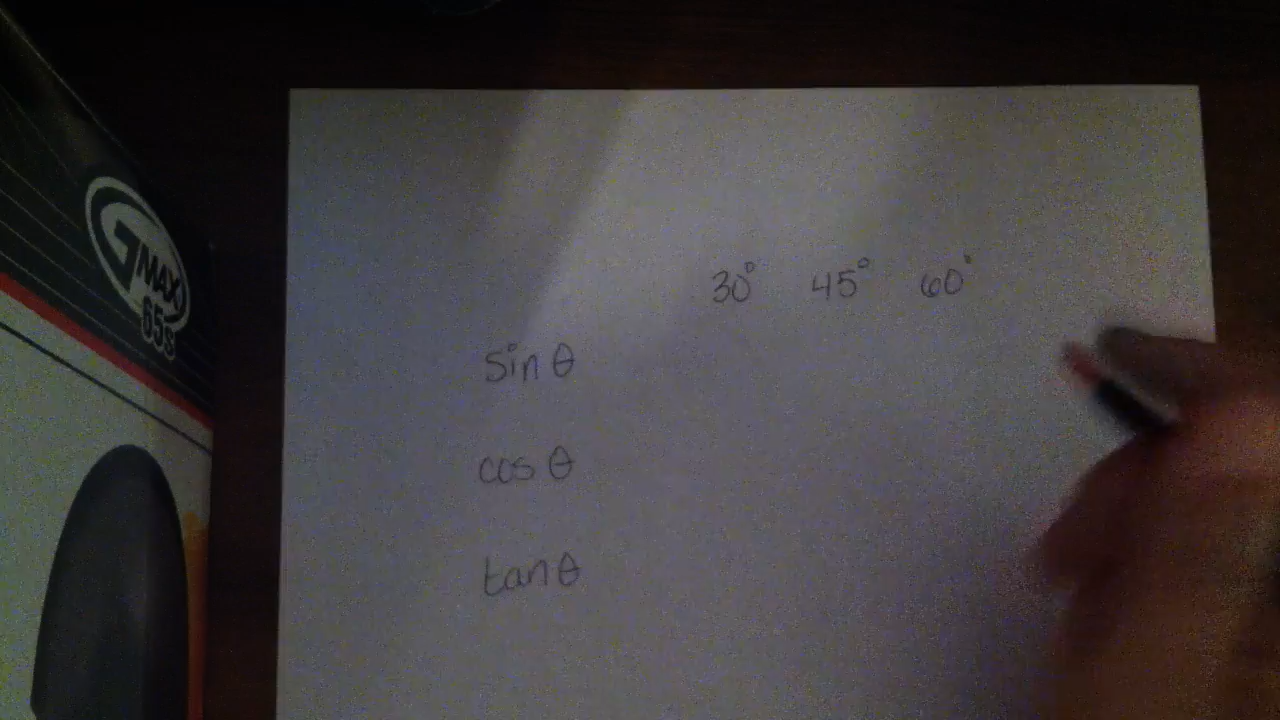 GMAX
65S
30° 45° 60°
sin θ
cos θ
tan θ